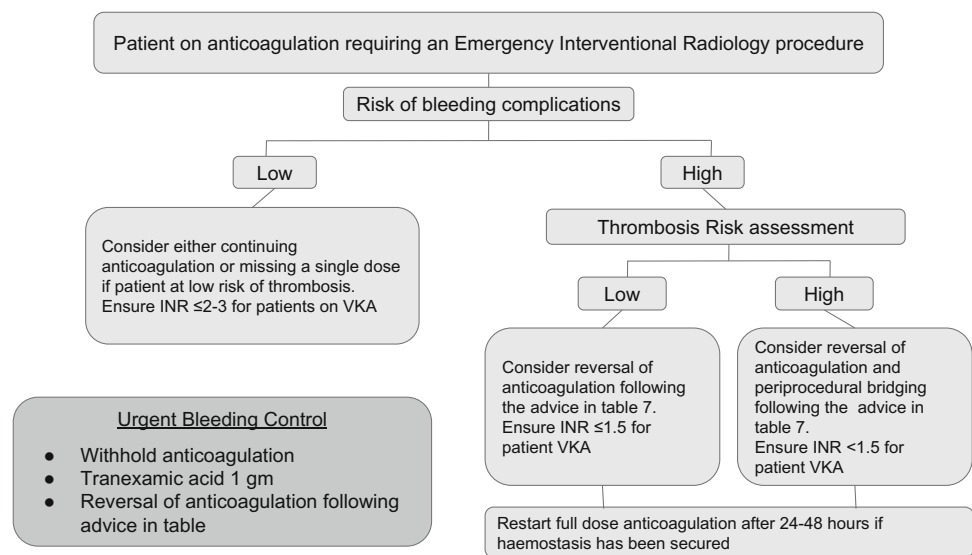 Patient on anticoagulation requiring an Emergency Interventional Radiology procedure
Risk of bleeding complications
Low
High
Consider either continuing
anticoagulation or missing a single dose
if patient at low risk of thrombosis.
Ensure INR ≤2-3 for patients on VKA
Thrombosis Risk assessment
Low
High
Consider reversal of
anticoagulation following
the advice in table 7.
Ensure INR ≤1.5 for
patient VKA
Consider reversal of
anticoagulation and
periprocedural bridging
following the advice in
table 7.
Ensure INR <1.5 for
patient VKA
Urgent Bleeding Control
● Withhold anticoagulation
● Tranexamic acid 1 gm
● Reversal of anticoagulation following
advice in table
Restart full dose anticoagulation after 24-48 hours if
haemostasis has been secured